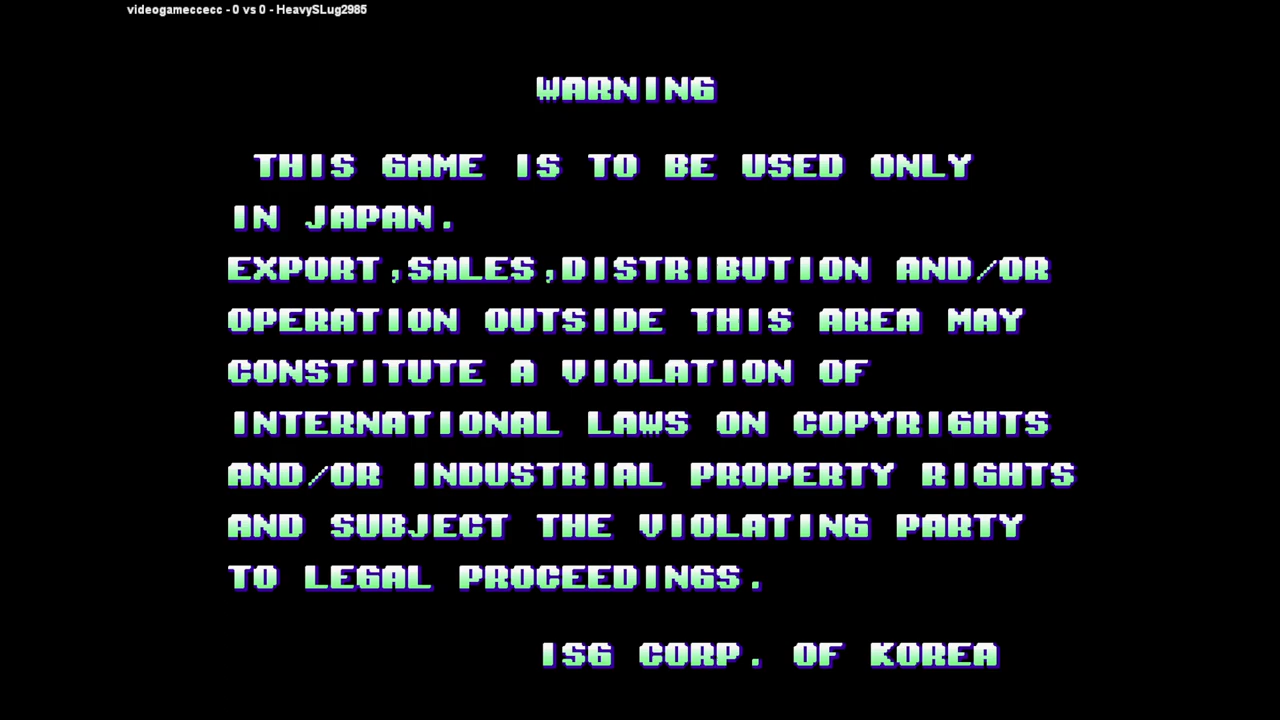 videogameccecc - 0 vs 0 - HeavySLug2985
WARNING
THIS GAME IS TO BE USED ONLY
IN JAPAN.
EXPORT,SALES,DISTRIBUTION AND/OR
OPERATION OUTSIDE THIS AREA MAY
CONSTITUTE A VIOLATION OF
INTERNATIONAL LAWS ON COPYRIGHTS
AND/OR INDUSTRIAL PROPERTY RIGHTS
AND SUBJECT THE VIOLATING PARTY
TO LEGAL PROCEEDINGS.
ISG CORP. OF KOREA